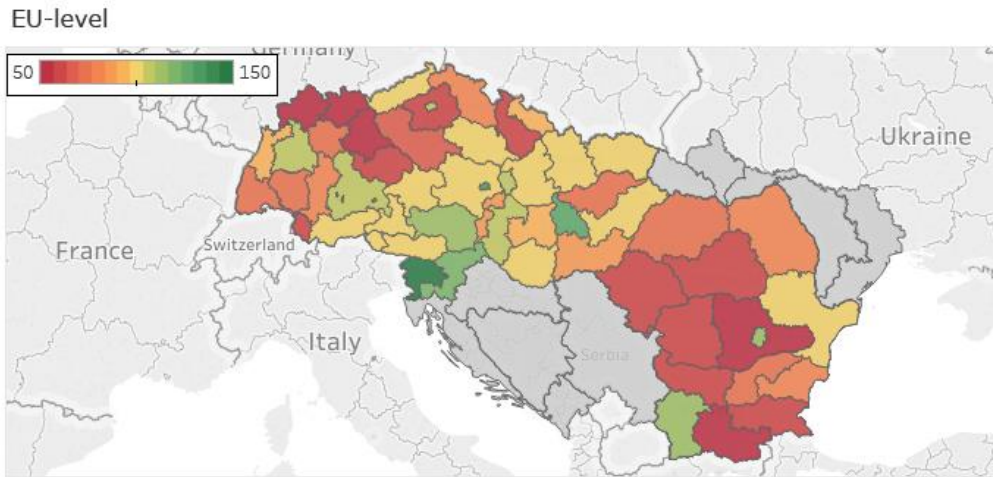 EU-level
50 150
Germany
Ukraine
France
Switzerland
Italy
Serbia